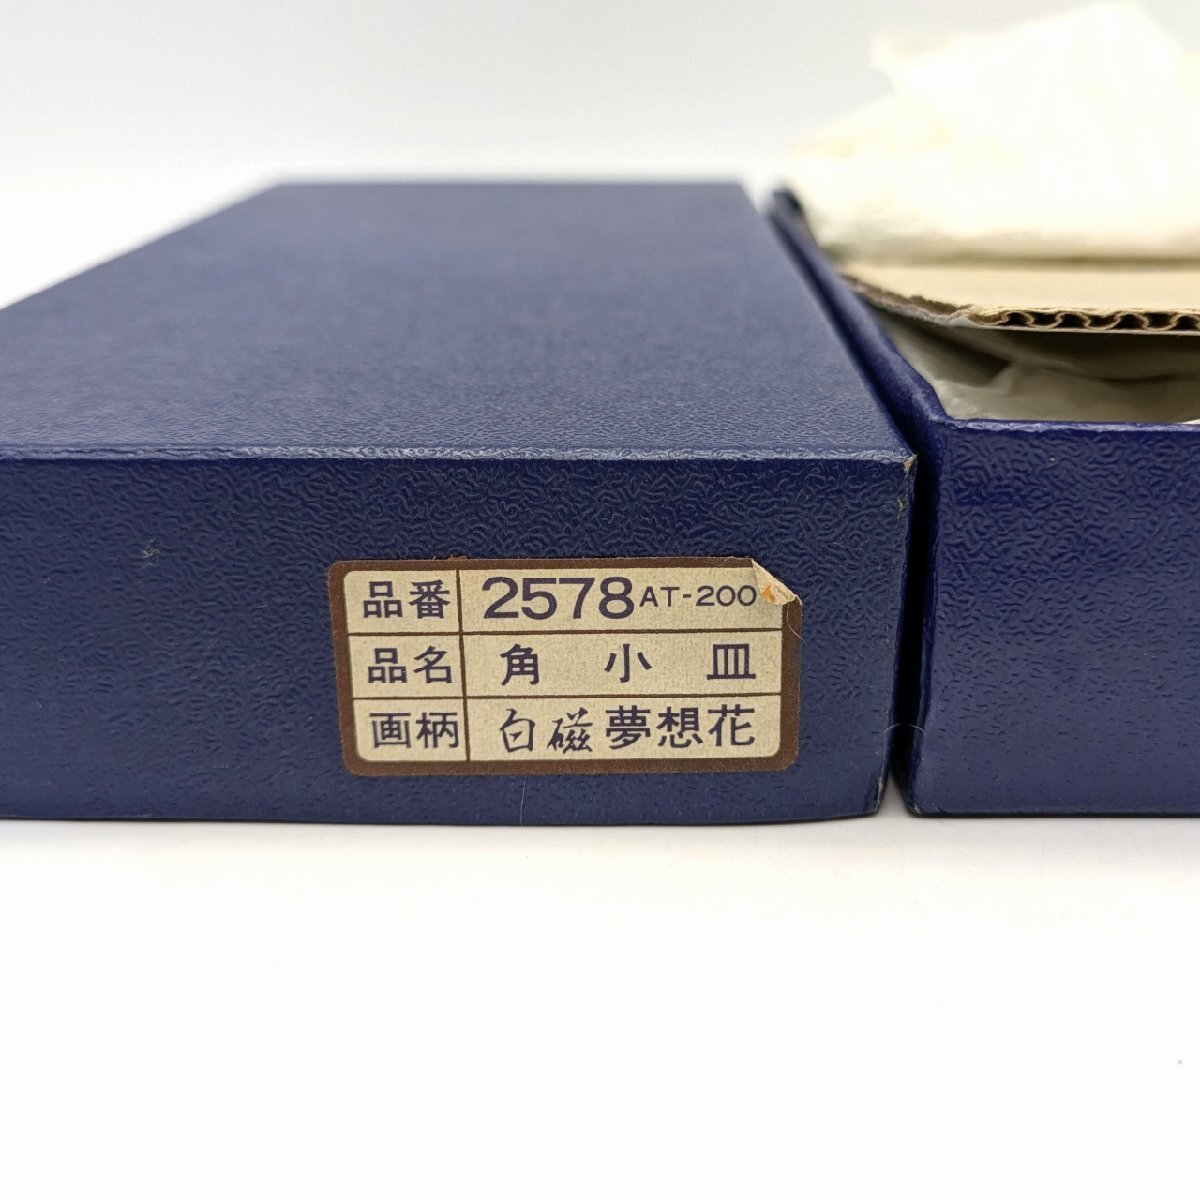 品番 2578 AT-200
品名 角小皿
画柄 白磁夢想花